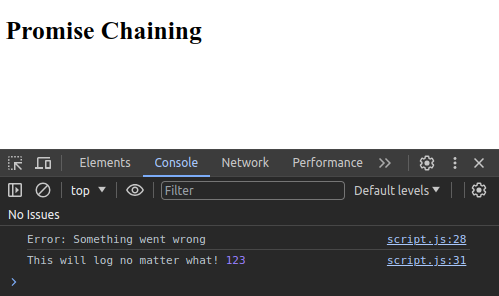 Promise Chaining
Elements Console Network Performance
top Filter Default levels
No Issues
Error: Something went wrong script.js:28
This will log no matter what! 123 script.js:31